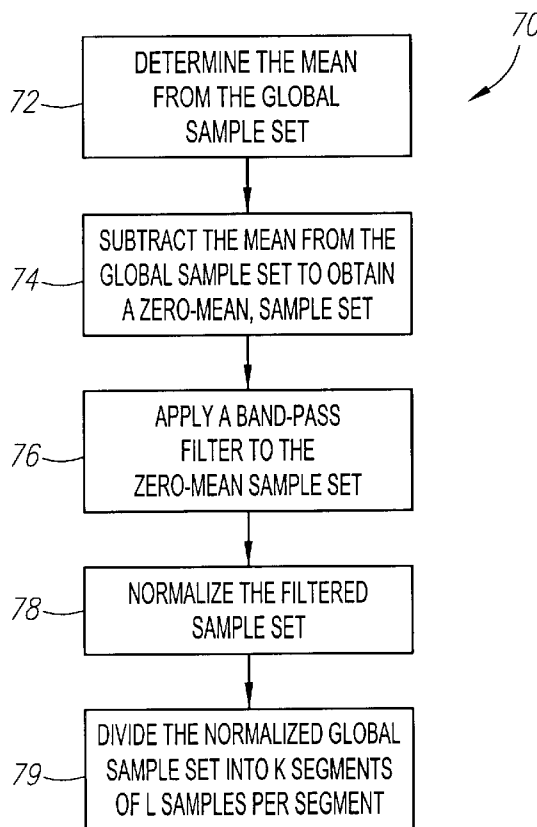 70
72
DETERMINE THE MEAN
FROM THE GLOBAL
SAMPLE SET
74
SUBTRACT THE MEAN FROM THE
GLOBAL SAMPLE SET TO OBTAIN
A ZERO-MEAN, SAMPLE SET
76
APPLY A BAND-PASS
FILTER TO THE
ZERO-MEAN SAMPLE SET
78
NORMALIZE THE FILTERED
SAMPLE SET
79
DIVIDE THE NORMALIZED GLOBAL
SAMPLE SET INTO K SEGMENTS
OF L SAMPLES PER SEGMENT